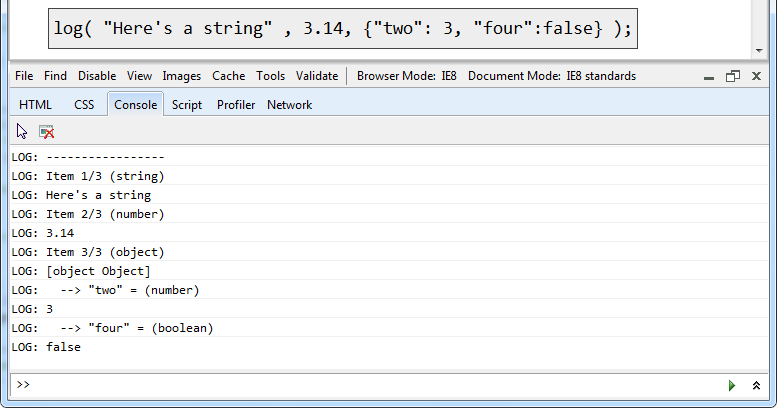 log( "Here's a string" , 3.14, {"two": 3, "four":false} );
File Find Disable View Images Cache Tools Validate Browser Mode: IE8 Document Mode: IE8 standards
HTML CSS Console Script Profiler Network
LOG: -----------------
LOG: Item 1/3 (string)
LOG: Here's a string
LOG: Item 2/3 (number)
LOG: 3.14
LOG: Item 3/3 (object)
LOG: [object Object]
LOG:   --> "two" = (number)
LOG: 3
LOG:   --> "four" = (boolean)
LOG: false
>>